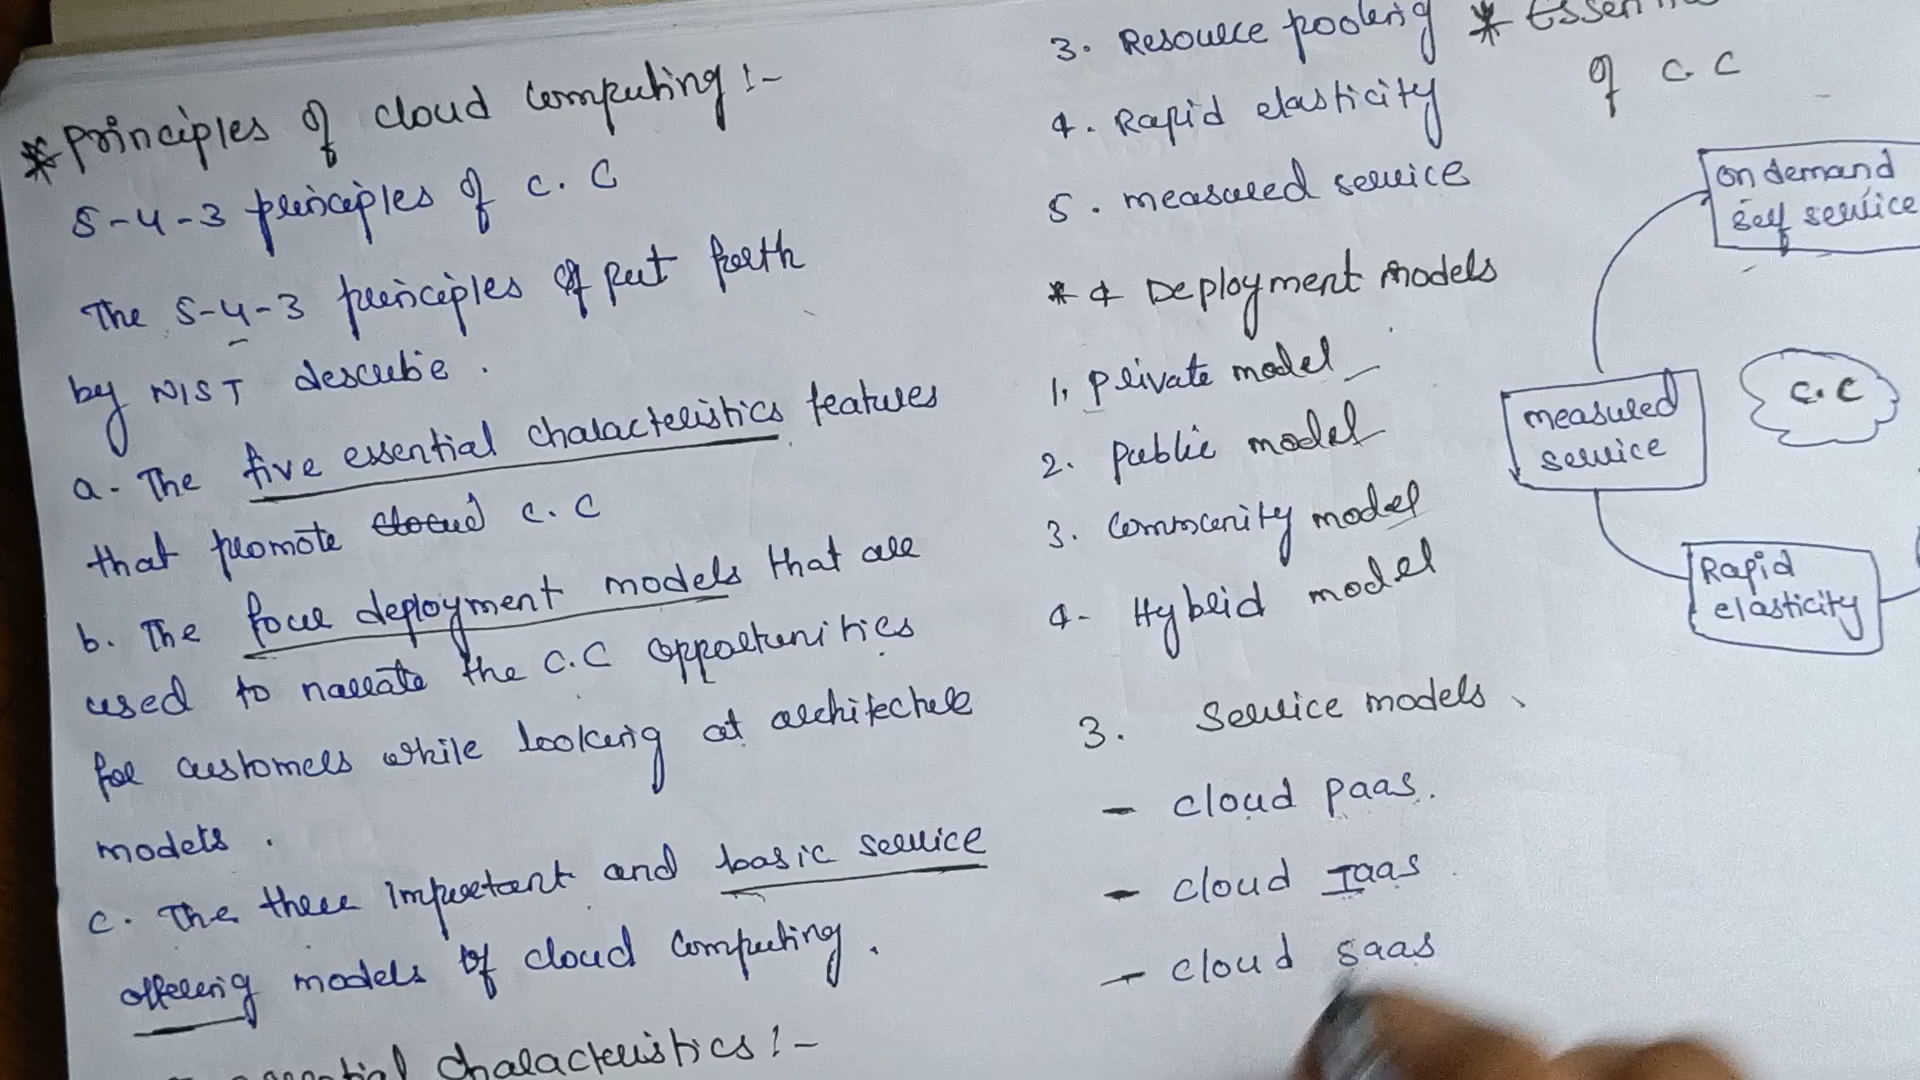 * Principles of cloud computing :-
5-4-3 principles of C. C
The 5-4-3 principles of put forth
by NIST describe .
a. The five essential characteristics features
that promote cloud C. C
b. The four deployment models that are
used to narrate the C.C opportunities
for customers while looking at architecture
models .
c. The three important and basic service
offering models of cloud computing .
characteristics :-
3. Resource pooling
4. Rapid elasticity
5. measured service
* 4 Deployment models
1. private model
2. public model
3. community model
4- Hybrid model
3. Service models
- cloud paas.
- cloud Iaas
- cloud saas
*
of C. C
on demand
self service
measured
service
C.C
Rapid
elasticity